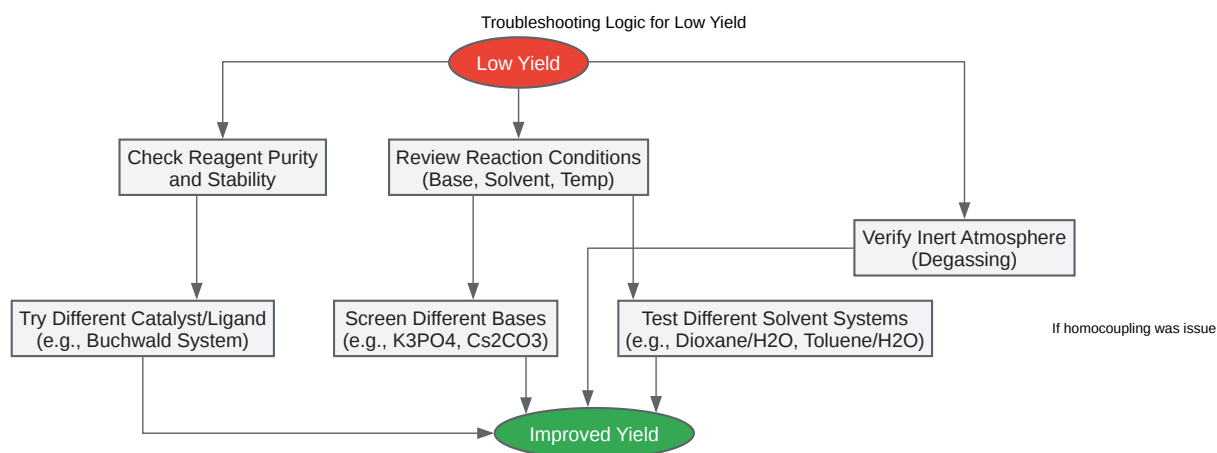 Troubleshooting Logic for Low Yield
Low Yield
Check Reagent Purity
and Stability
Review Reaction Conditions
(Base, Solvent, Temp)
Verify Inert Atmosphere
(Degassing)
Try Different Catalyst/Ligand
(e.g., Buchwald System)
Screen Different Bases
(e.g., K3PO4, Cs2CO3)
Test Different Solvent Systems
(e.g., Dioxane/H2O, Toluene/H2O)
If homocoupling was issue
Improved Yield